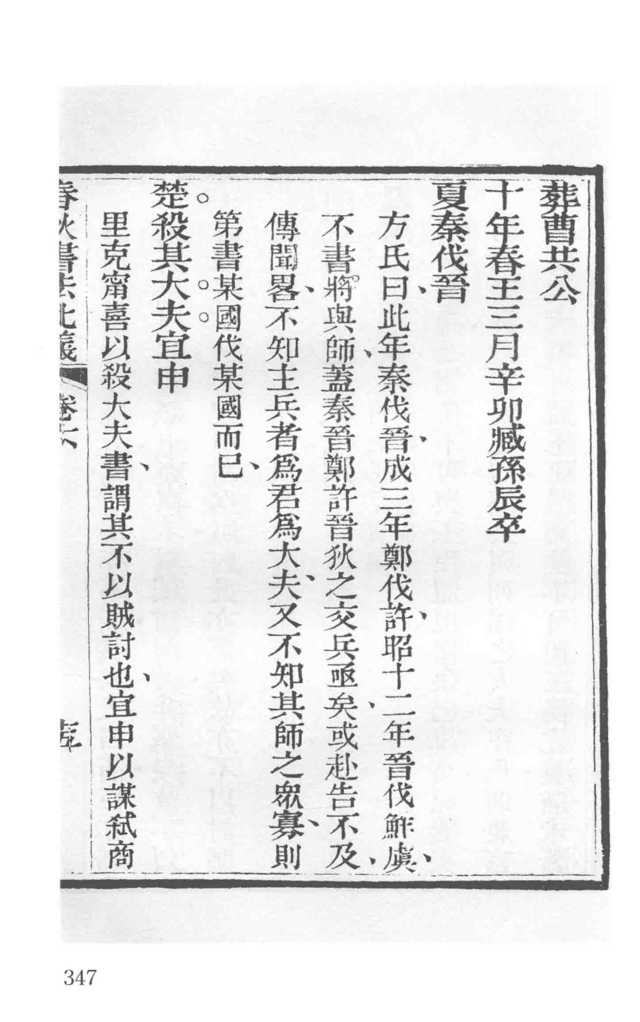 葬曹共公
十年春王三月辛卯臧孫辰卒
夏秦伐晉
方氏曰此年秦伐晉成三年鄭伐許昭十二年晉伐鮮虞
不書將與師蓋秦晉鄭許晉狄之交兵亟矣或赴告不及
傳聞畧不知主兵者爲君爲大夫又不知其師之眾寡則
第書某國伐某國而已
楚殺其大夫宜申
里克甯喜以殺大夫書謂其不以賊討也宜申以謀弒商
春秋書法比義 卷六
347